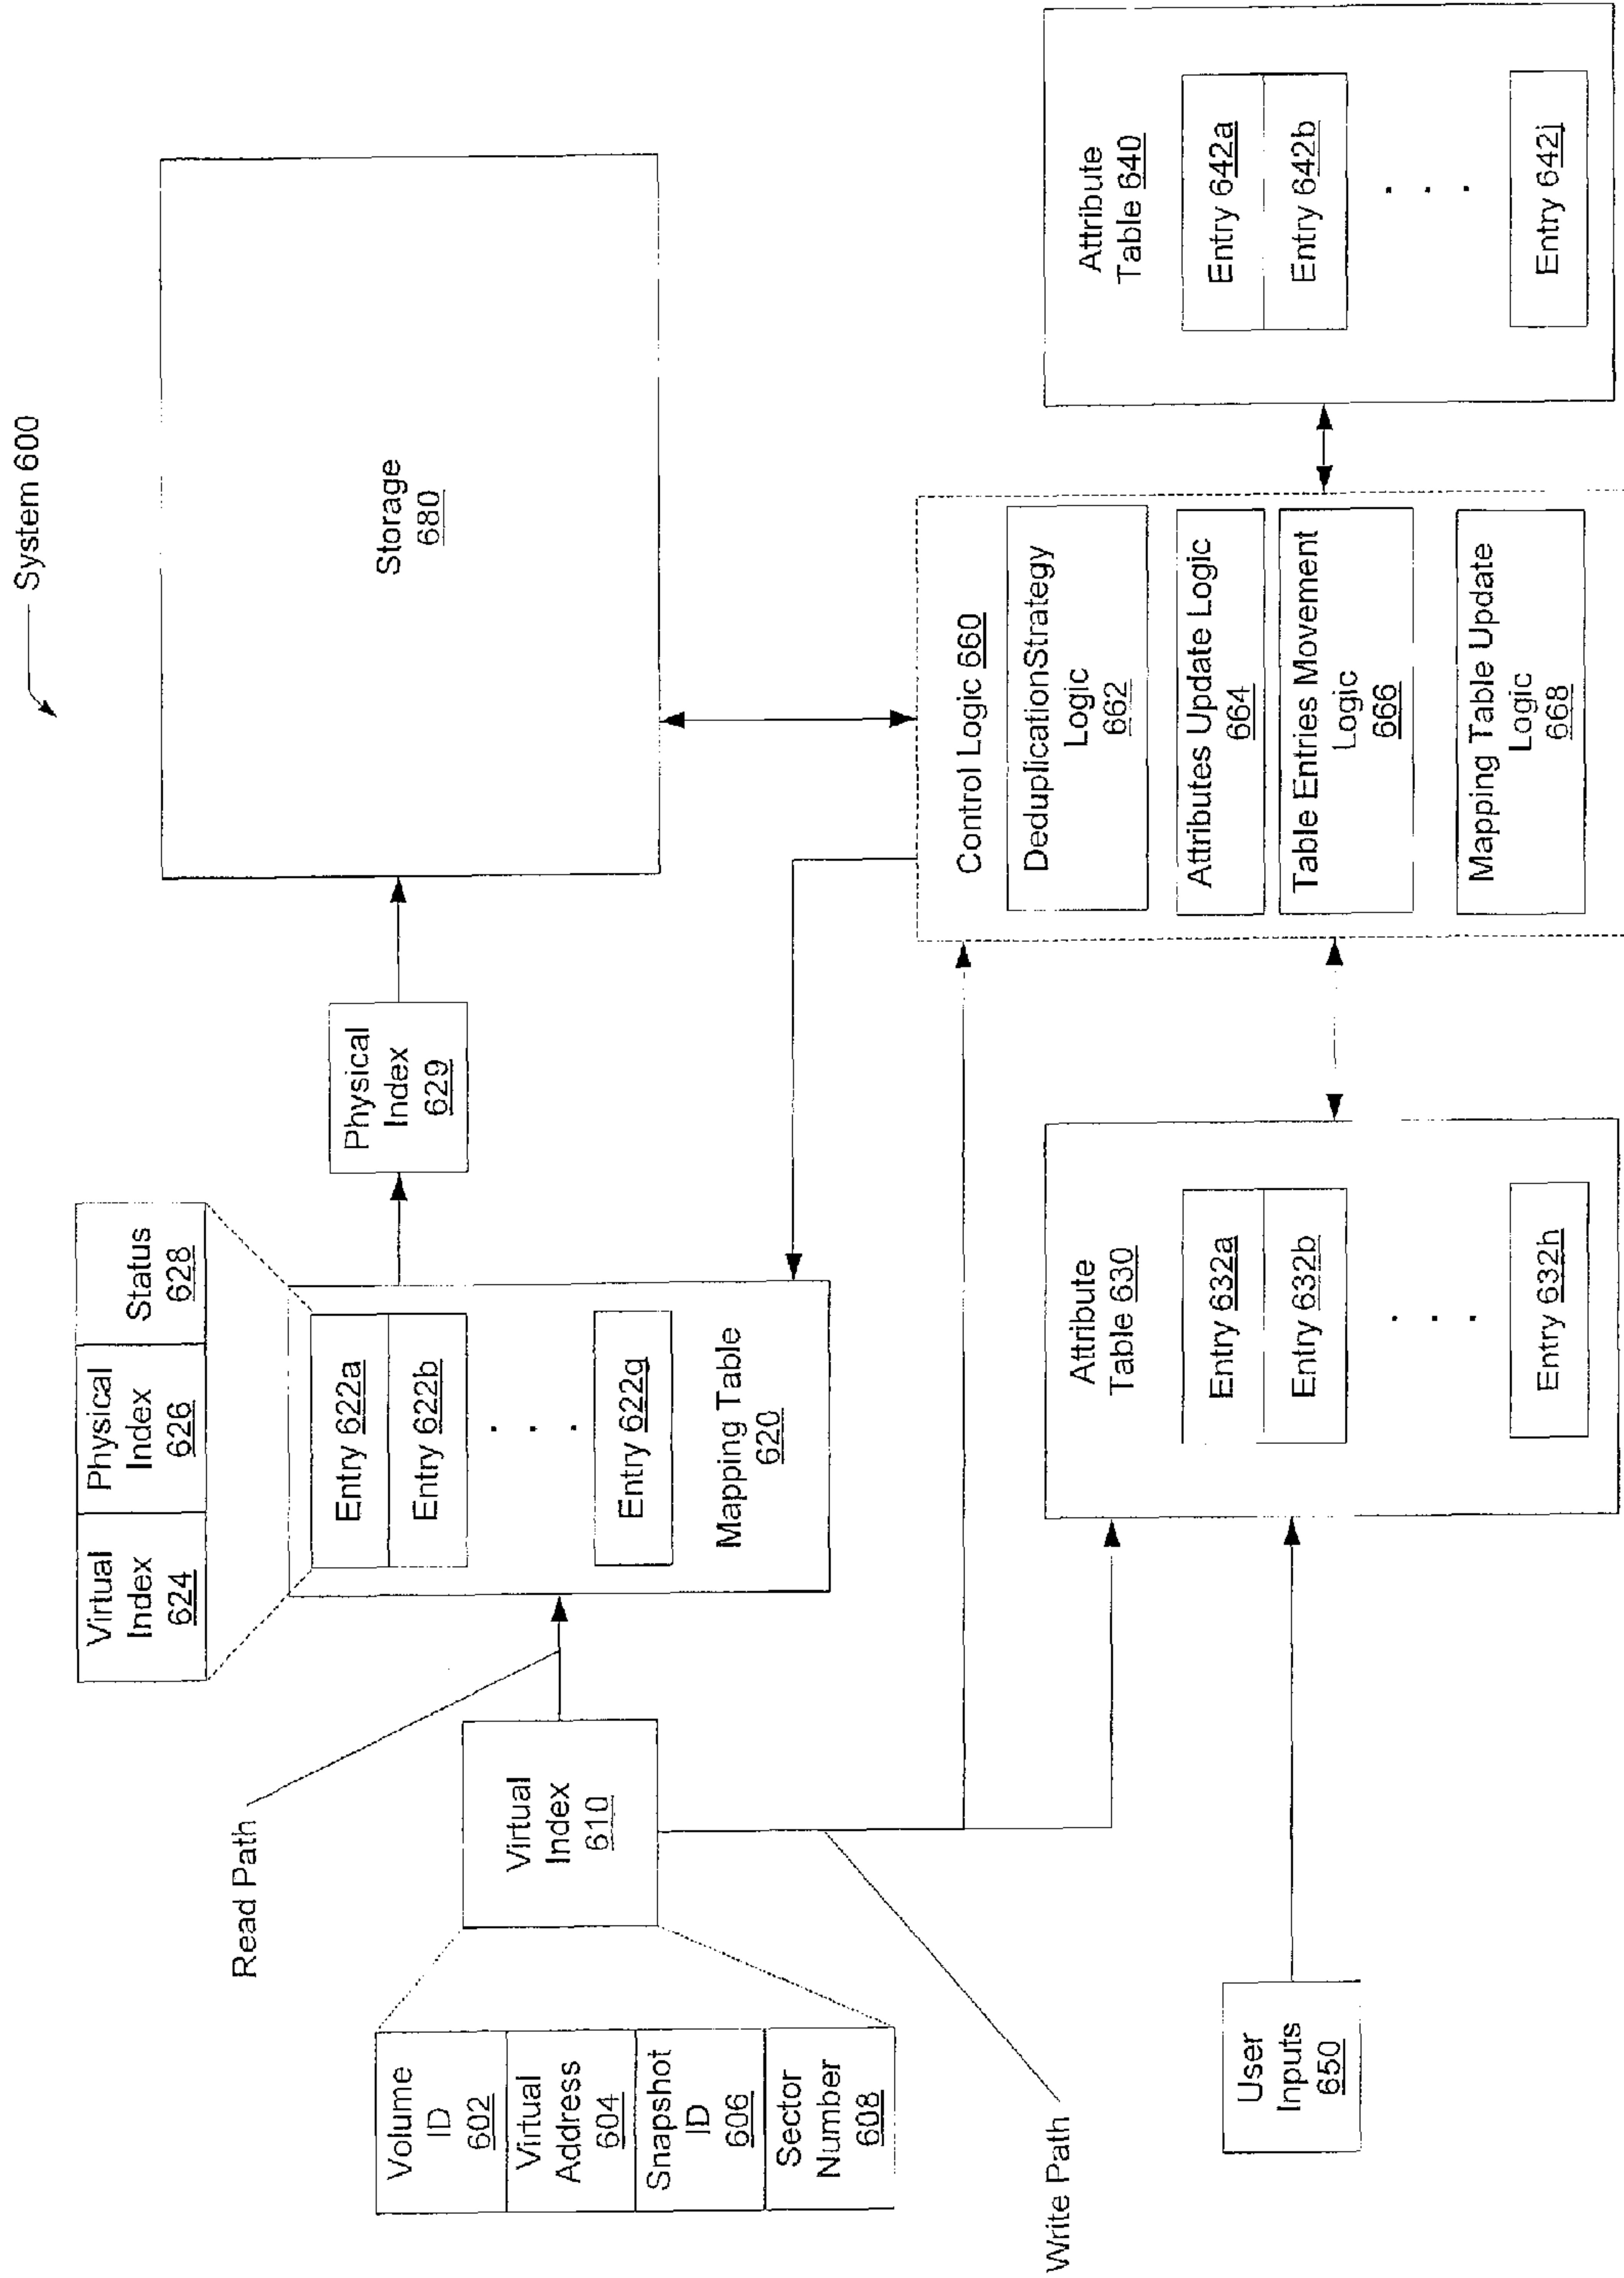 System 600
Virtual
Index
624
Physical
Index
626
Status
628
Read Path
Volume
ID
602
Virtual
Address
604
Snapshot
ID
606
Sector
Number
608
Virtual
Index
610
Entry 622a
Entry 622b
. . .
Entry 622g
Mapping Table
620
Physical
Index
629
Storage
680
Write Path
User
Inputs
650
Attribute
Table 630
Entry 632a
Entry 632b
. . .
Entry 632h
Control Logic 660
DeduplicationStrategy
Logic
662
Attributes Update Logic
664
Table Entries Movement
Logic
666
Mapping Table Update
Logic
668
Attribute
Table 640
Entry 642a
Entry 642b
. . .
Entry 642j